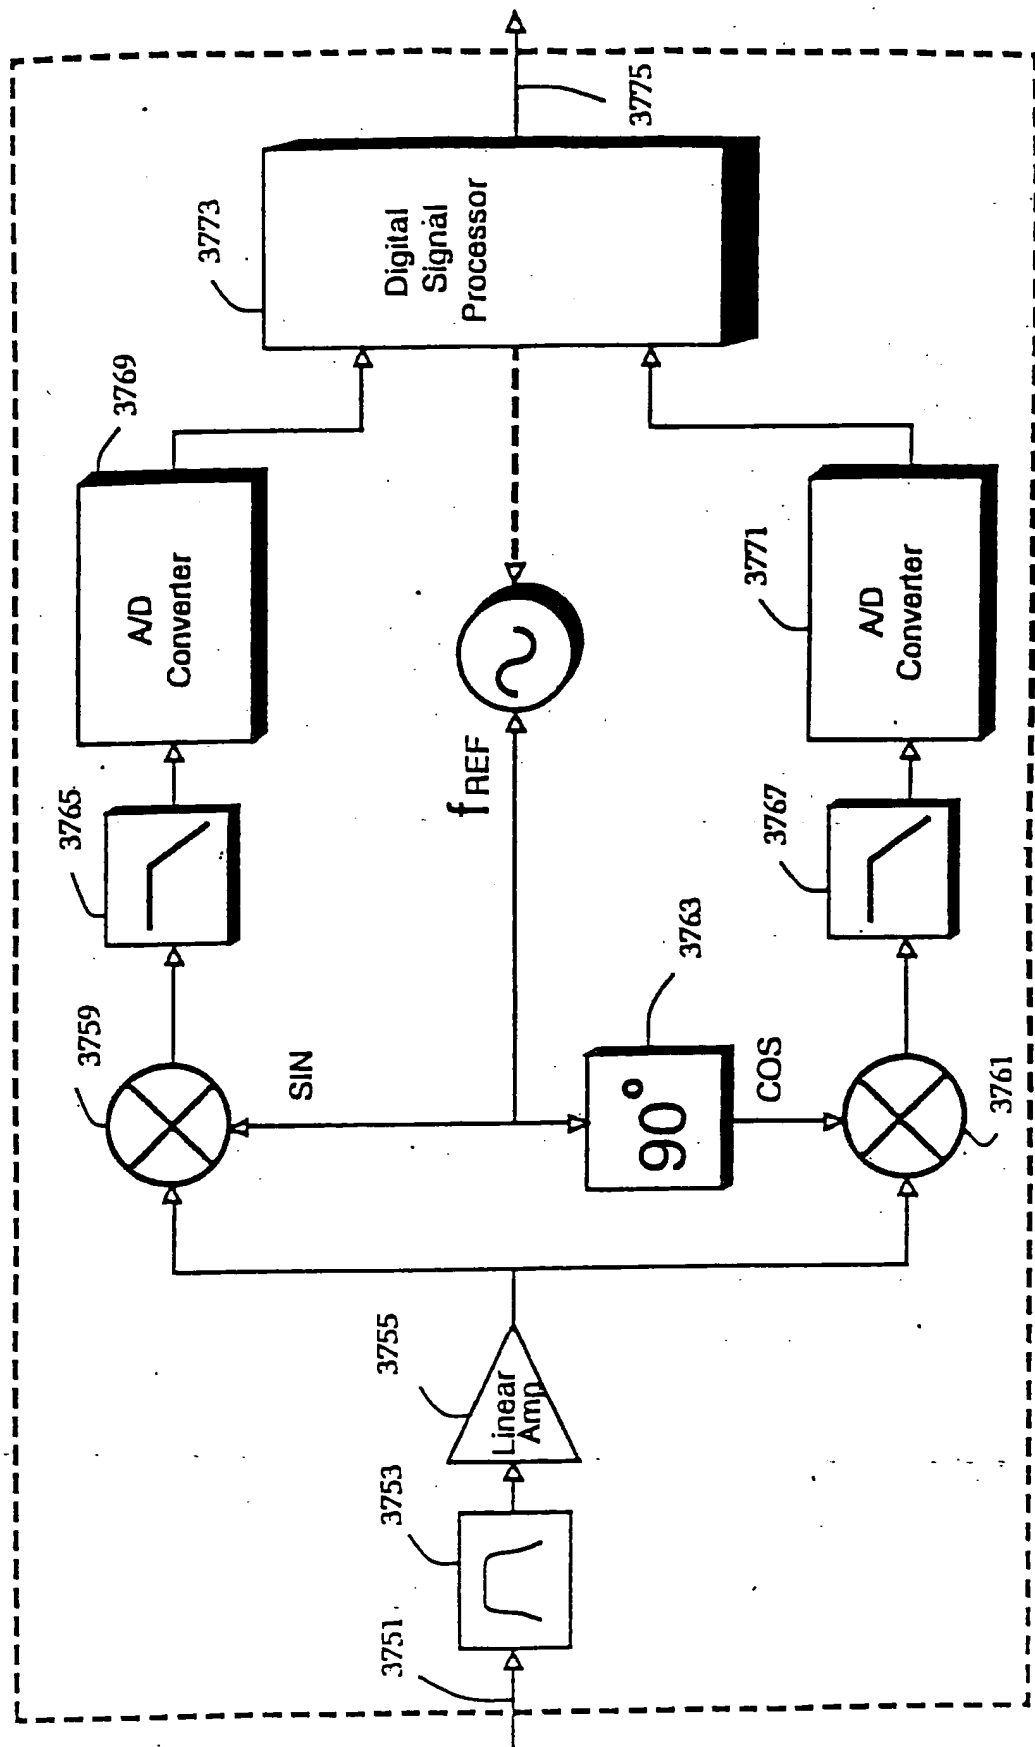 3751
3753
3755
Linear
Amp
3759
SIN
90°
3763
COS
3761
3765
fREF
3767
A/D
Converter
3769
A/D
Converter
3771
3773
Digital
Signal
Processor
3775